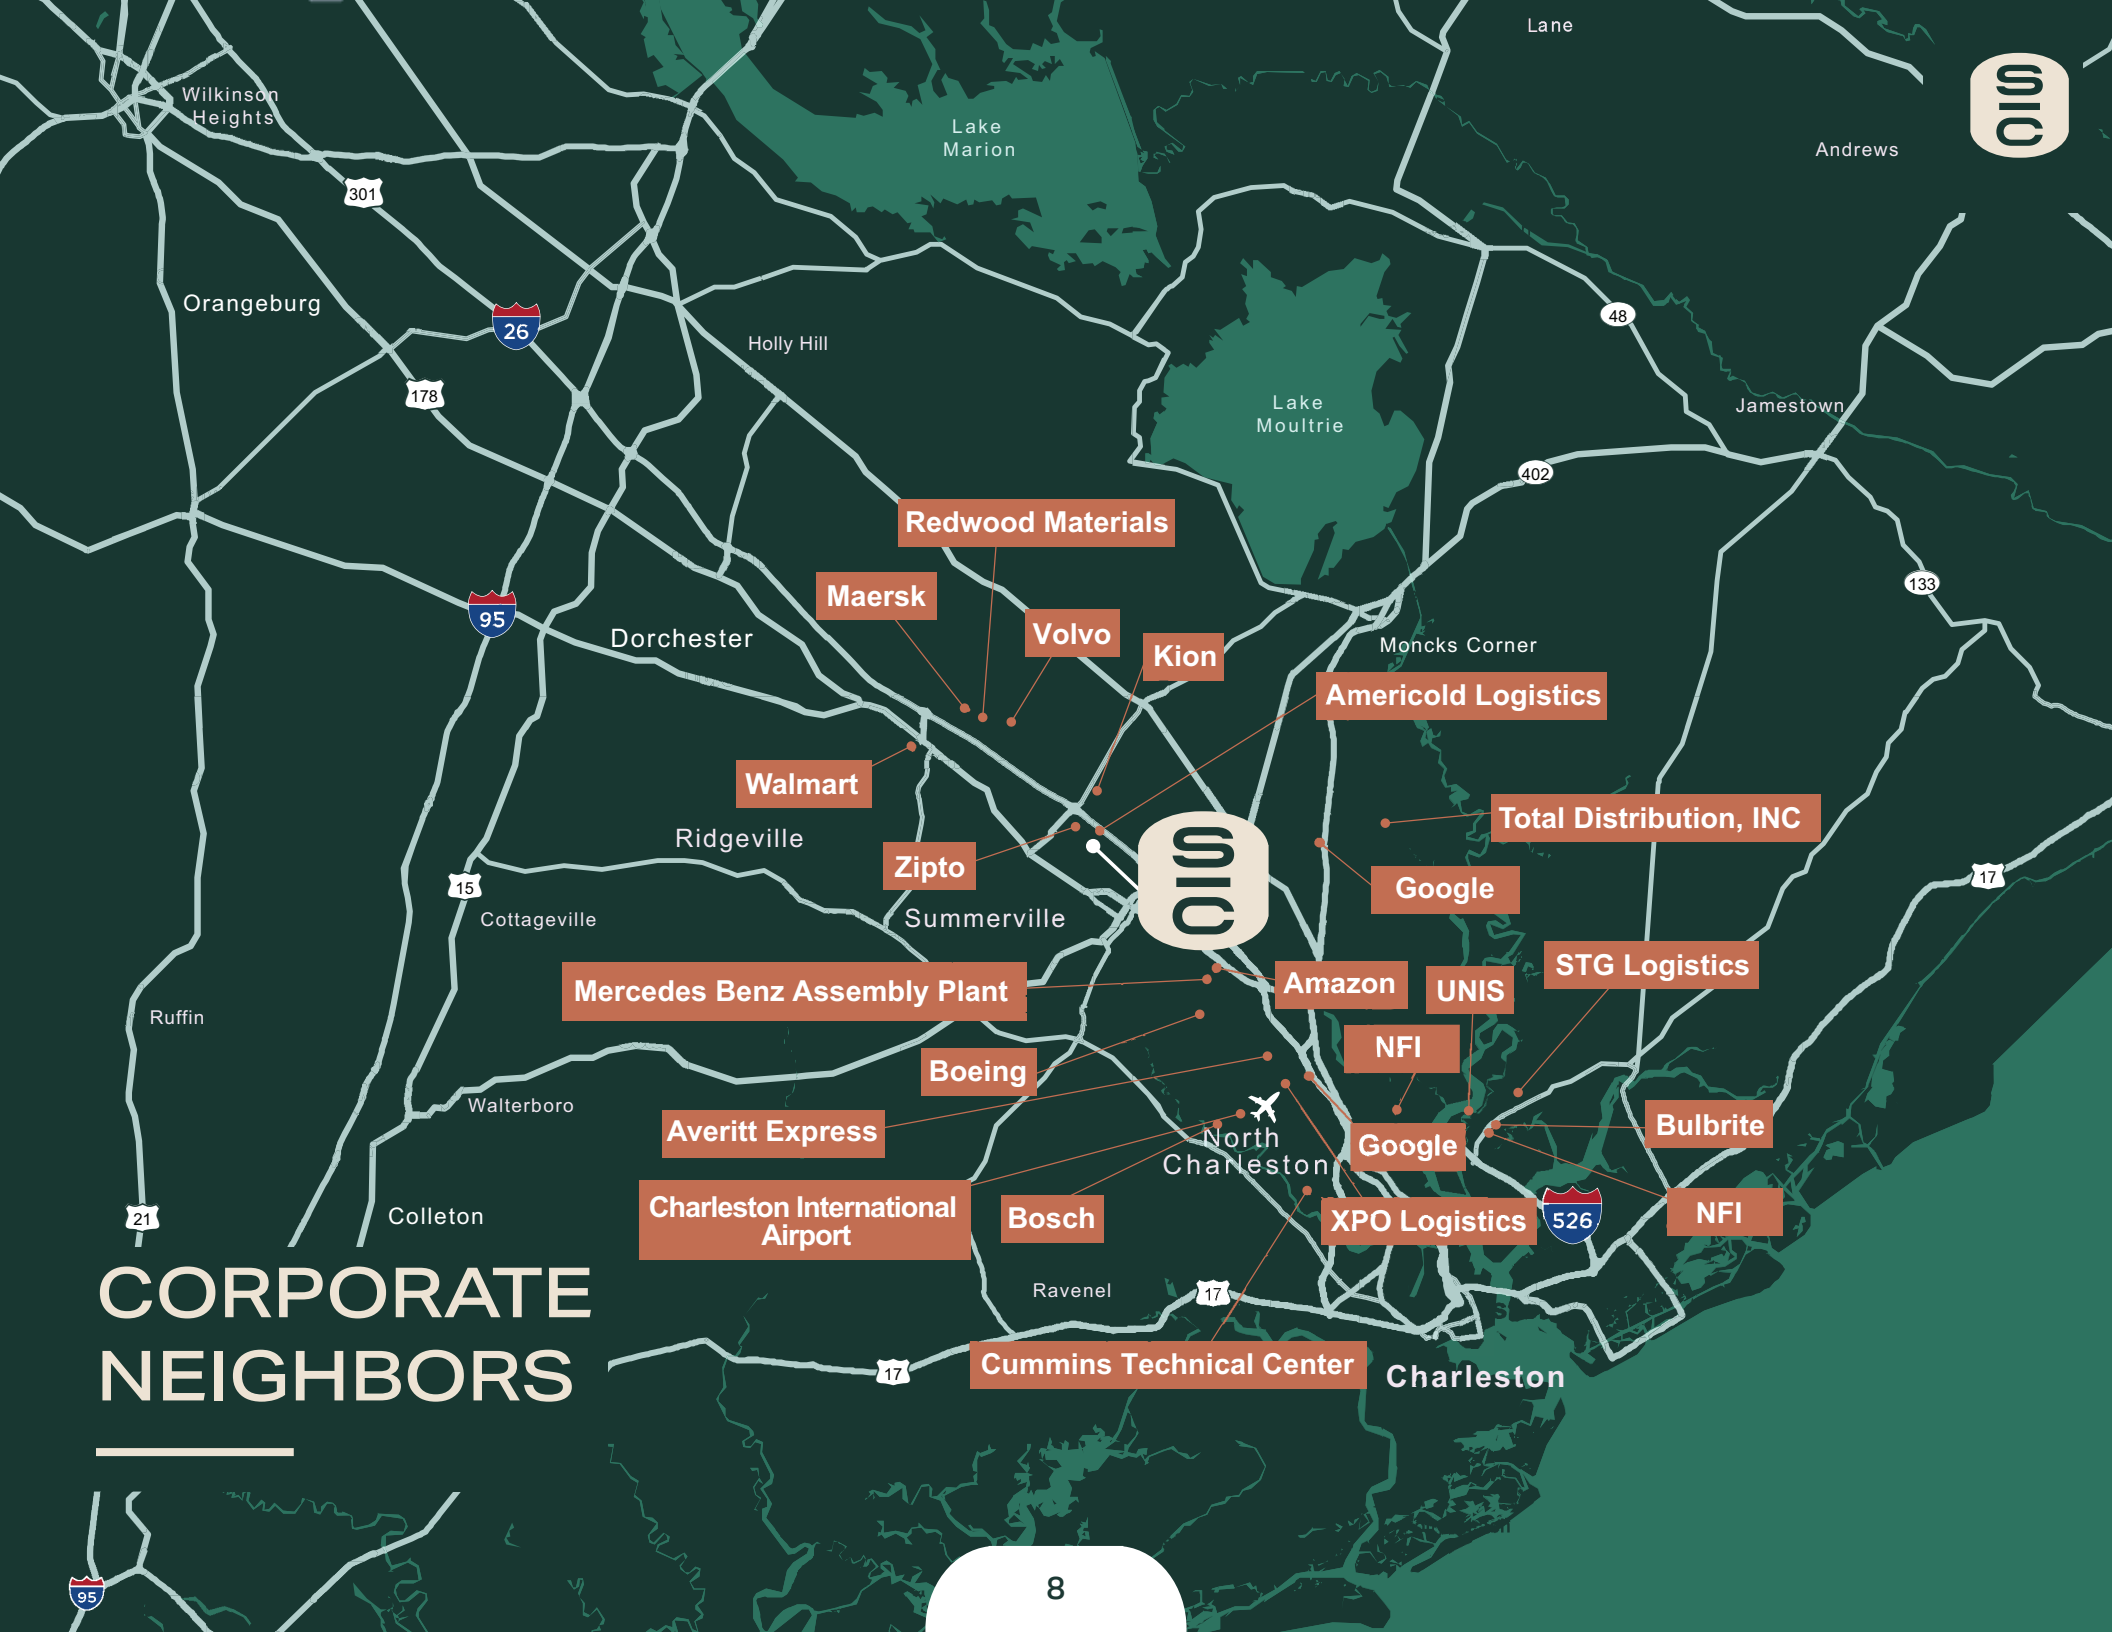 Lane
SIC
Wilkinson
Heights
Lake
Marion
Andrews
301
Orangeburg
26
48
Holly Hill
178
Lake
Moultrie
Jamestown
402
Redwood Materials
133
Maersk
95
Volvo
Dorchester
Kion
Moncks Corner
Americold Logistics
Walmart
Total Distribution, INC
Ridgeville
Zipto
SIC
Google
17
15
Cottageville
Summerville
STG Logistics
Mercedes Benz Assembly Plant
Amazon
UNIS
Ruffin
NFI
Boeing
Walterboro
Averitt Express
Bulbrite
North
Charleston
Google
Charleston International
Airport
Bosch
XPO Logistics
526
NFI
21
Colleton
CORPORATE
NEIGHBORS
Ravenel
17
17
Cummins Technical Center
Charleston
95
8